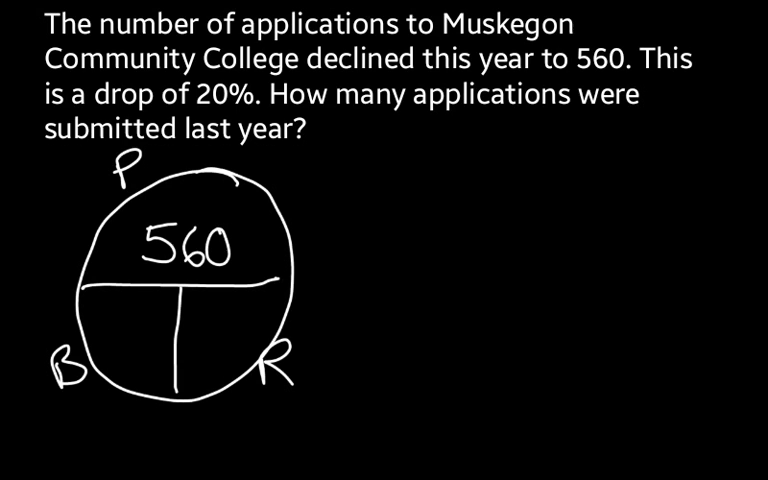 The number of applications to Muskegon
Community College declined this year to 560. This
is a drop of 20%. How many applications were
submitted last year?
P
560
B
R